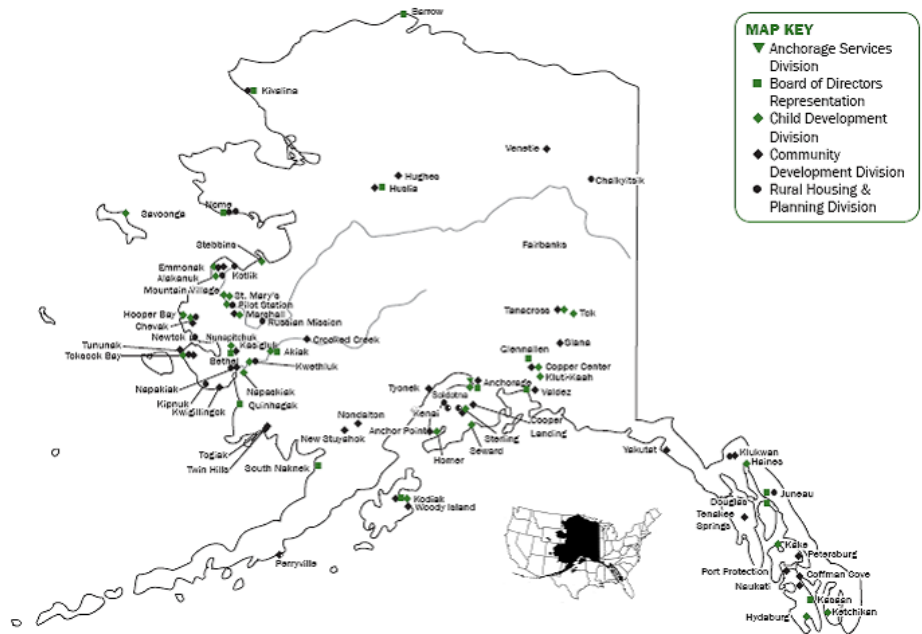 Barrow
MAP KEY
Anchorage Services
Division
Board of Directors
Representation
Child Development
Division
Community
Development Division
Rural Housing &
Planning Division
Kivalina
Venetie
Hughes
Huslia
Chalkyitsik
Nome
Savoonga
Stebbins
Fairbanks
Emmonak
Kotlik
Alakanuk
Mountain Village
St. Mary's
Pilot Station
Hooper Bay
Marshall
Russian Mission
Chevak
Tanacross
Tok
Newtok
Nunapitchuk
Kasigluk
Crooked Creek
Slana
Tununak
Toksook Bay
Akiak
Glennallen
Bethel
Kwethluk
Copper Center
Kluti-Kaah
Napakiak
Napaskiak
Tyonek
Anchorage
Valdez
Kipnuk
Kwigillingok
Quinhagak
Soldotna
Kenai
Nondalton
Cooper
Landing
Anchor Point
New Stuyahok
Sterling
Seward
Togiak
Twin Hills
Homer
South Naknek
Yakutat
Klukwan
Haines
Kodiak
Woody Island
Juneau
Douglas
Tenakee
Springs
Kake
Petersburg
Perryville
Port Protection
Coffman Cove
Naukati
Kasaan
Ketchikan
Hydaburg